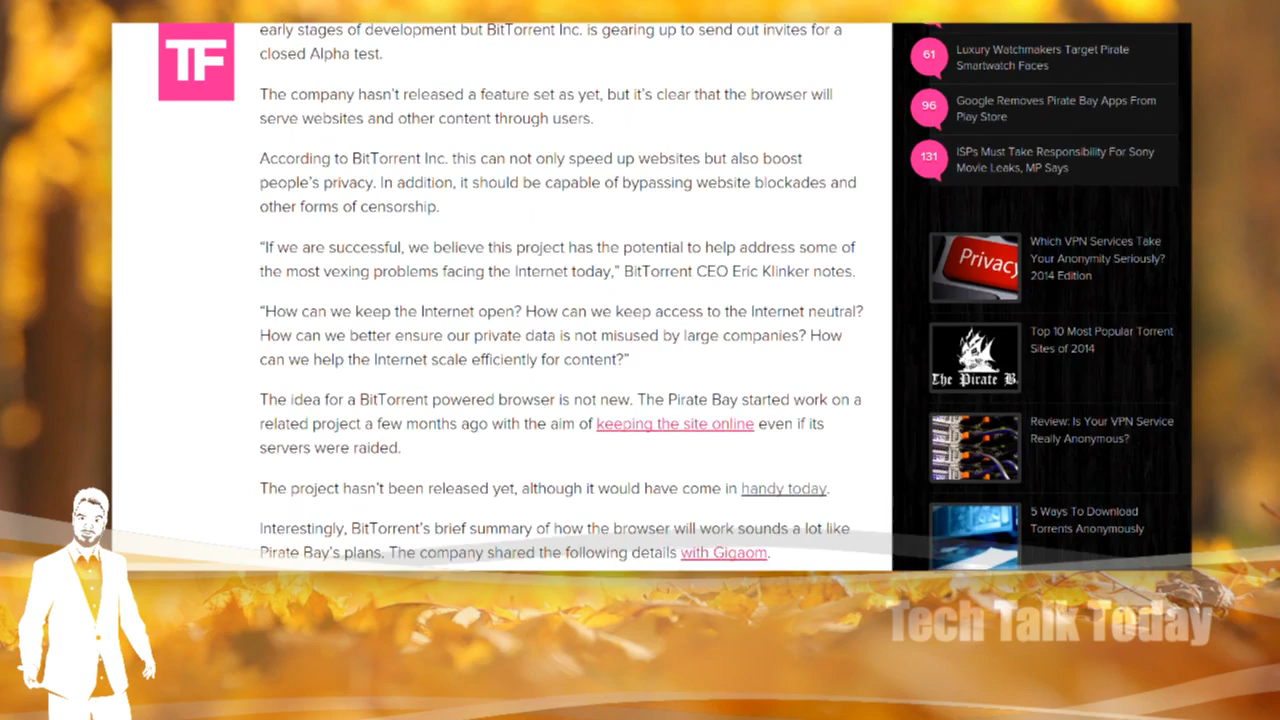 TF
early stages of development but BitTorrent Inc. is gearing up to send out invites for a
closed Alpha test.
The company hasn't released a feature set as yet, but it's clear that the browser will
serve websites and other content through users.
According to BitTorrent Inc. this can not only speed up websites but also boost
people's privacy. In addition, it should be capable of bypassing website blockades and
other forms of censorship.
“If we are successful, we believe this project has the potential to help address some of
the most vexing problems facing the Internet today,” BitTorrent CEO Eric Klinker notes.
“How can we keep the Internet open? How can we keep access to the Internet neutral?
How can we better ensure our private data is not misused by large companies? How
can we help the Internet scale efficiently for content?”
The idea for a BitTorrent powered browser is not new. The Pirate Bay started work on a
related project a few months ago with the aim of keeping the site online even if its
servers were raided.
The project hasn't been released yet, although it would have come in handy today.
Interestingly, BitTorrent's brief summary of how the browser will work sounds a lot like
Pirate Bay's plans. The company shared the following details with Gigaom.
61
Luxury Watchmakers Target Pirate
Smartwatch Faces
96
Google Removes Pirate Bay Apps From
Play Store
131
ISPs Must Take Responsibility For Sony
Movie Leaks, MP Says
Privacy
Which VPN Services Take
Your Anonymity Seriously?
2014 Edition
The Pirate B
Top 10 Most Popular Torrent
Sites of 2014
Review: Is Your VPN Service
Really Anonymous?
5 Ways To Download
Torrents Anonymously
Tech Talk Today